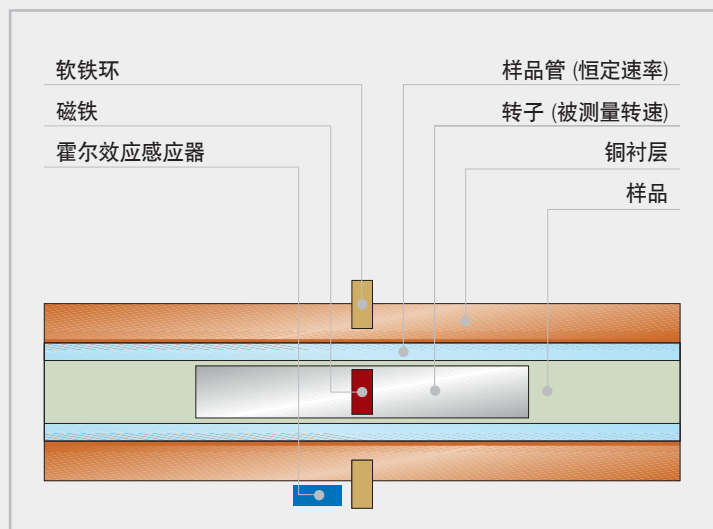 软铁环
磁铁
霍尔效应感应器
样品管 (恒定速率)
转子 (被测量转速)
铜衬层
样品